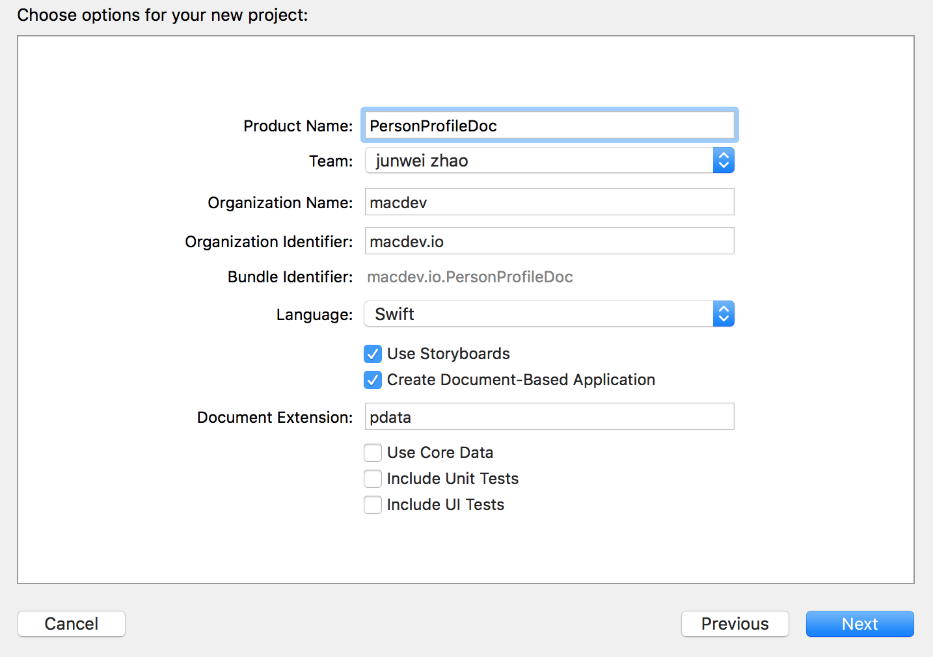 Choose options for your new project:
Product Name: PersonProfileDoc
Team: junwei zhao
Organization Name: macdev
Organization Identifier: macdev.io
Bundle Identifier: macdev.io.PersonProfileDoc
Language: Swift
Use Storyboards
Create Document-Based Application
Document Extension: pdata
Use Core Data
Include Unit Tests
Include UI Tests
Cancel Previous Next